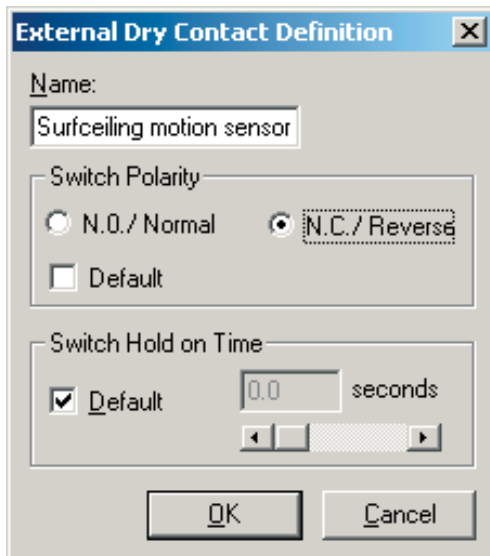 External Dry Contact Definition
Name:
Surfceiling motion sensor
Switch Polarity
N.O./ Normal N.C./ Reverse
Default
Switch Hold on Time
Default 0.0 seconds
OK Cancel